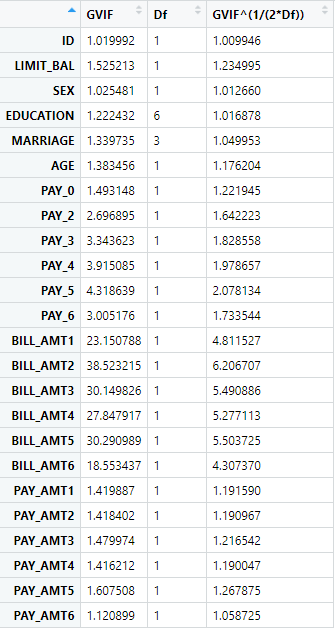 GVIF Df GVIF^(1/(2*Df))
ID 1.019992 1 1.009946
LIMIT_BAL 1.525213 1 1.234995
SEX 1.025481 1 1.012660
EDUCATION 1.222432 6 1.016878
MARRIAGE 1.339735 3 1.049953
AGE 1.383456 1 1.176204
PAY_0 1.493148 1 1.221945
PAY_2 2.696895 1 1.642223
PAY_3 3.343623 1 1.828558
PAY_4 3.915085 1 1.978657
PAY_5 4.318639 1 2.078134
PAY_6 3.005176 1 1.733544
BILL_AMT1 23.150788 1 4.811527
BILL_AMT2 38.523215 1 6.206707
BILL_AMT3 30.149826 1 5.490886
BILL_AMT4 27.847917 1 5.277113
BILL_AMT5 30.290989 1 5.503725
BILL_AMT6 18.553437 1 4.307370
PAY_AMT1 1.419887 1 1.191590
PAY_AMT2 1.418402 1 1.190967
PAY_AMT3 1.479974 1 1.216542
PAY_AMT4 1.416212 1 1.190047
PAY_AMT5 1.607508 1 1.267875
PAY_AMT6 1.120899 1 1.058725